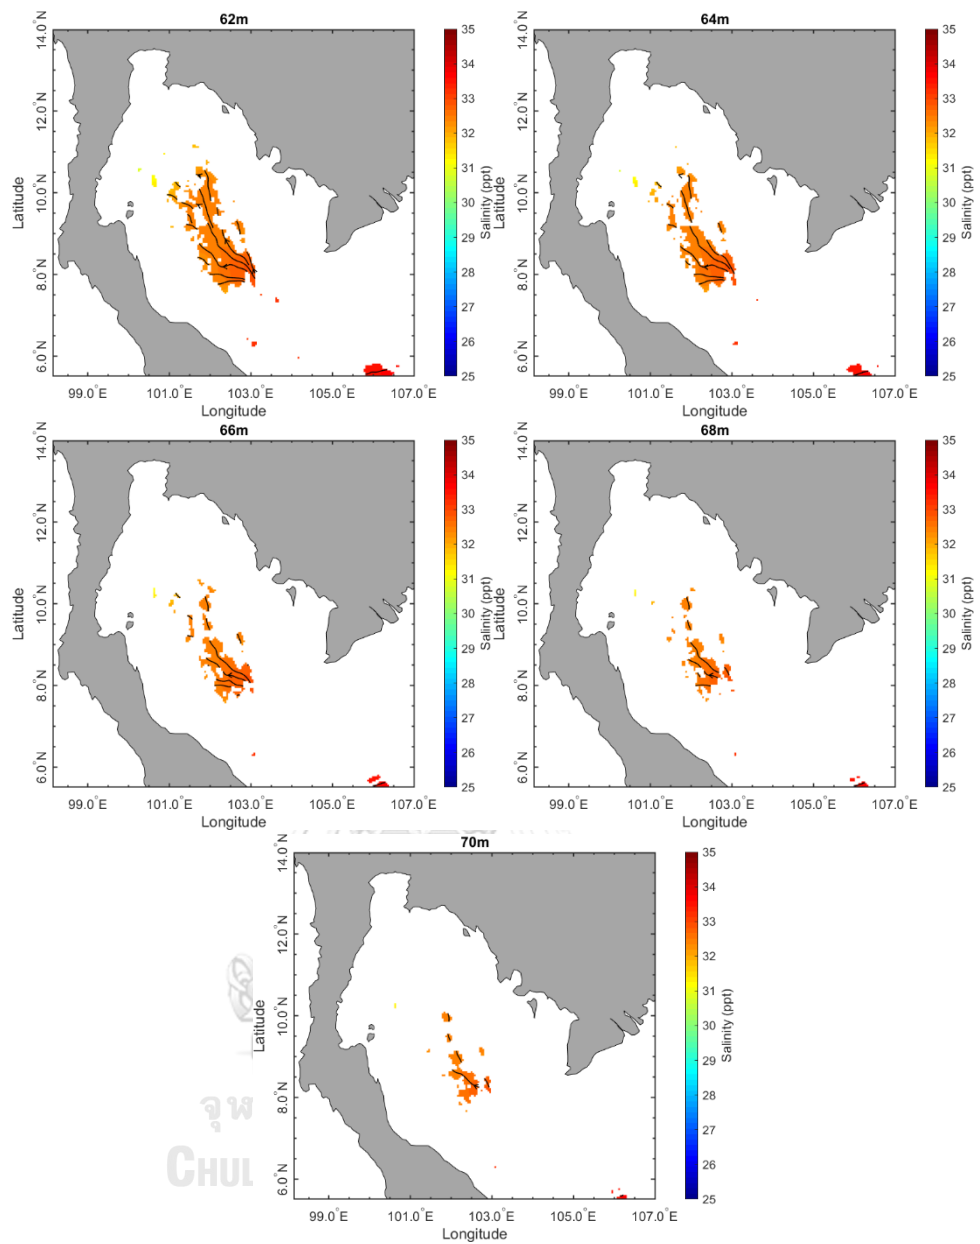 62m
64m
14.0°N
12.0°N
10.0°N
8.0°N
6.0°N
Latitude
99.0°E
101.0°E
103.0°E
105.0°E
107.0°E
Longitude
35
34
33
32
31
30
29
28
27
26
25
Salinity (ppt)
14.0°N
12.0°N
10.0°N
8.0°N
6.0°N
Latitude
99.0°E
101.0°E
103.0°E
105.0°E
107.0°E
Longitude
35
34
33
32
31
30
29
28
27
26
25
Salinity (ppt)
66m
68m
14.0°N
12.0°N
10.0°N
8.0°N
6.0°N
Latitude
99.0°E
101.0°E
103.0°E
105.0°E
107.0°E
Longitude
35
34
33
32
31
30
29
28
27
26
25
Salinity (ppt)
14.0°N
12.0°N
10.0°N
8.0°N
6.0°N
Latitude
99.0°E
101.0°E
103.0°E
105.0°E
107.0°E
Longitude
35
34
33
32
31
30
29
28
27
26
25
Salinity (ppt)
70m
14.0°N
12.0°N
10.0°N
8.0°N
6.0°N
Latitude
99.0°E
101.0°E
103.0°E
105.0°E
107.0°E
Longitude
35
34
33
32
31
30
29
28
27
26
25
Salinity (ppt)
จุฬ
CHUL